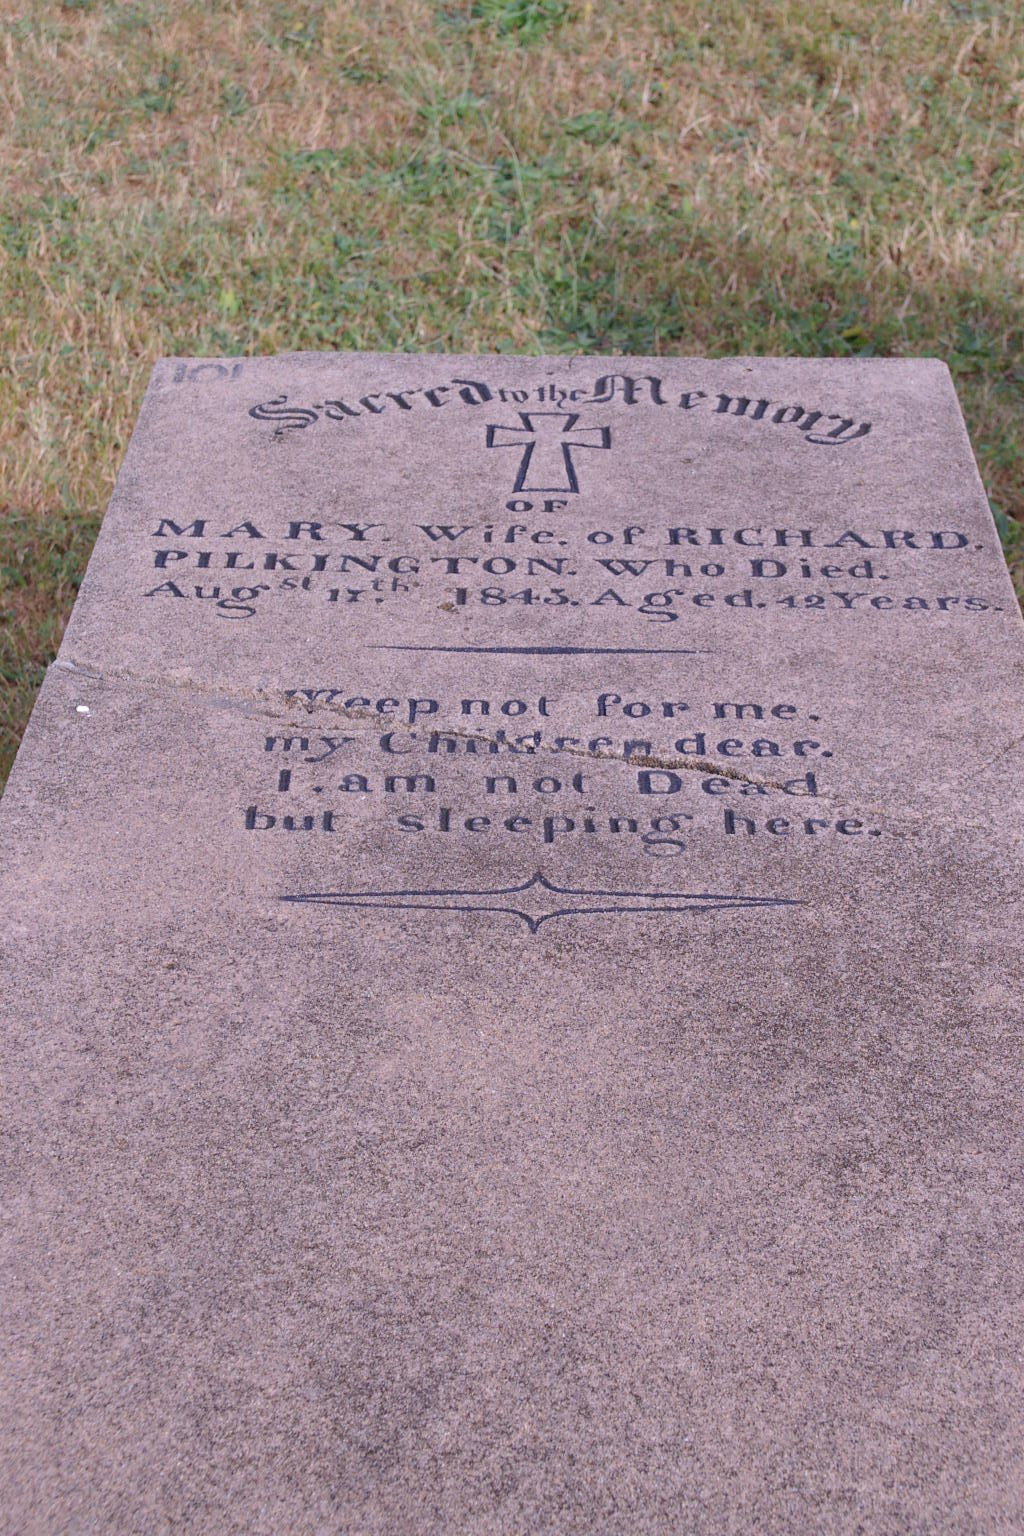 101
Sacred to the Memory
OF
MARY. Wife. of RICHARD.
PILKINGTON. Who Died.
Augst 17th. 1843. Aged. 42 Years.
Weep not for me.
my Children dear.
I. am not Dead
but sleeping here.